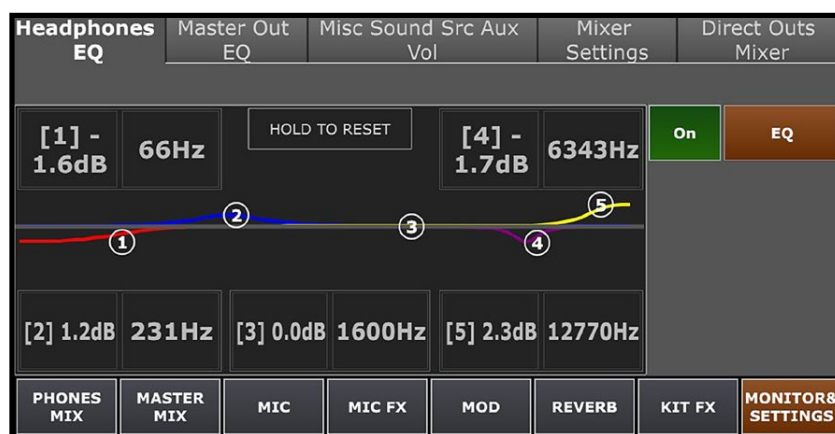 Headphones Master Out Misc Sound Src Aux Mixer Direct Outs
EQ EQ Vol Settings Mixer
[1] - 66Hz HOLD TO RESET [4] - 6343Hz On EQ
1.6dB 1.7dB
5
2
3
1 4
[2] 1.2dB 231Hz [3] 0.0dB 1600Hz [5] 2.3dB 12770Hz
PHONES MASTER MIC MIC FX MOD REVERB KIT FX MONITOR&
MIX MIX SETTINGS